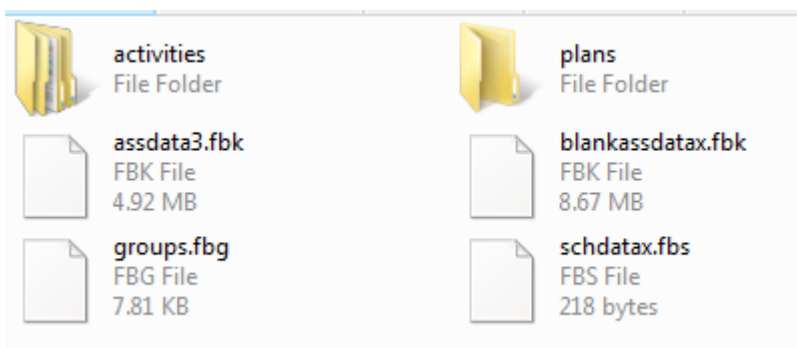 activities
File Folder
plans
File Folder
assdata3.fbk
FBK File
4.92 MB
blankassdatax.fbk
FBK File
8.67 MB
groups.fbg
FBG File
7.81 KB
schdatax.fbs
FBS File
218 bytes